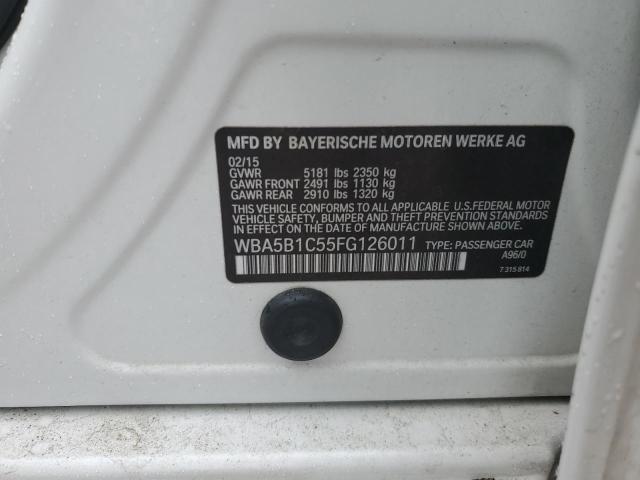 MFD BY BAYERISCHE MOTOREN WERKE AG
02/15
GVWR 5181 lbs 2350 kg
GAWR FRONT 2491 lbs 1130 kg
GAWR REAR 2910 lbs 1320 kg
THIS VEHICLE CONFORMS TO ALL APPLICABLE U.S.FEDERAL MOTOR
VEHICLE SAFETY, BUMPER AND THEFT PREVENTION STANDARDS
IN EFFECT ON THE DATE OF MANUFACTURE SHOWN ABOVE.
WBA5B1C55FG126011 TYPE: PASSENGER CAR
A96/0
7 315 814